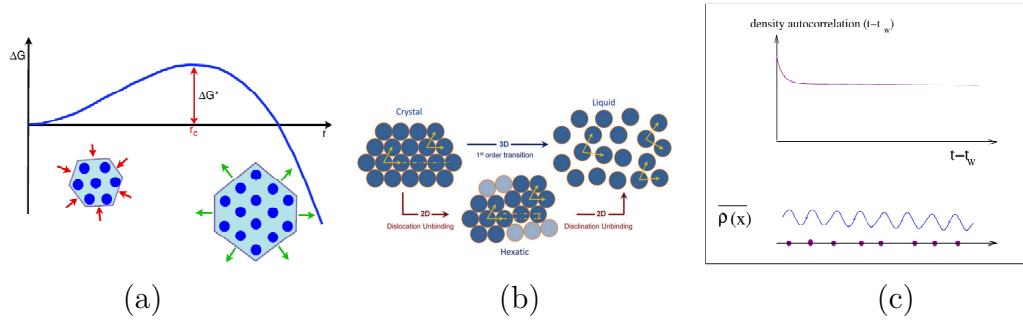 ΔG
ΔG*
r_c
r
(a)
Crystal
Liquid
3D
1st order transition
2D
Dislocation Unbinding
2D
Disclination Unbinding
Hexatic
(b)
density autocorrelation (t-t_w)
t-t_w
ρ(x)
(c)